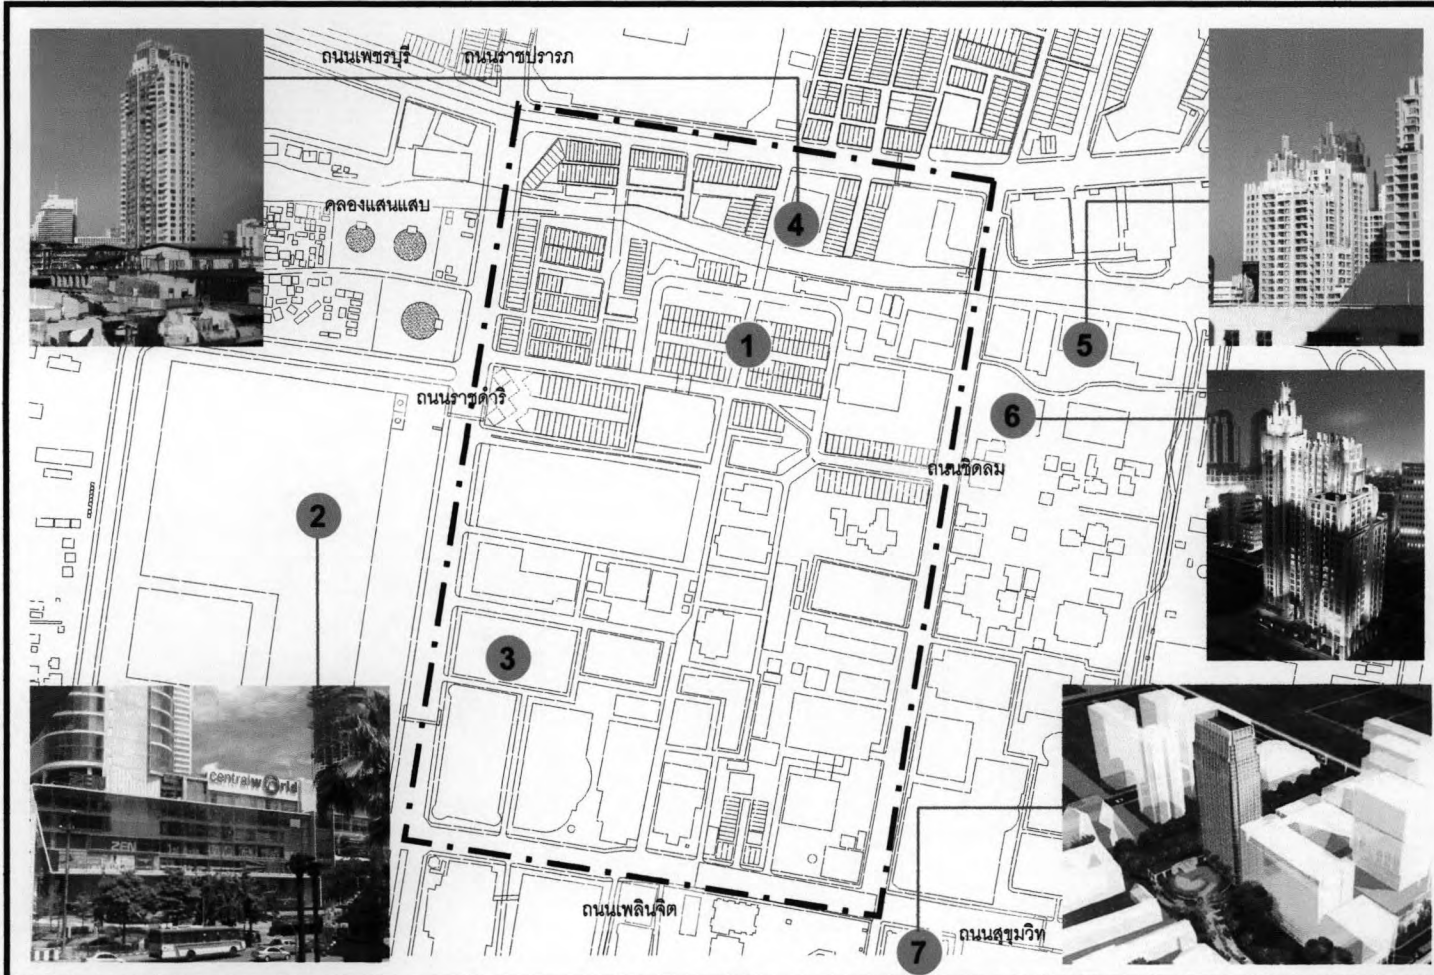 ถนนเพชรบุรี
ถนนราชปรารภ
คลองแสนแสบ
4
1
5
ถนนราชดำริ
6
ถนนชิดลม
2
3
centralw rld
ZEN
ถนนเพลินจิต
ถนนสุขุมวิท
7